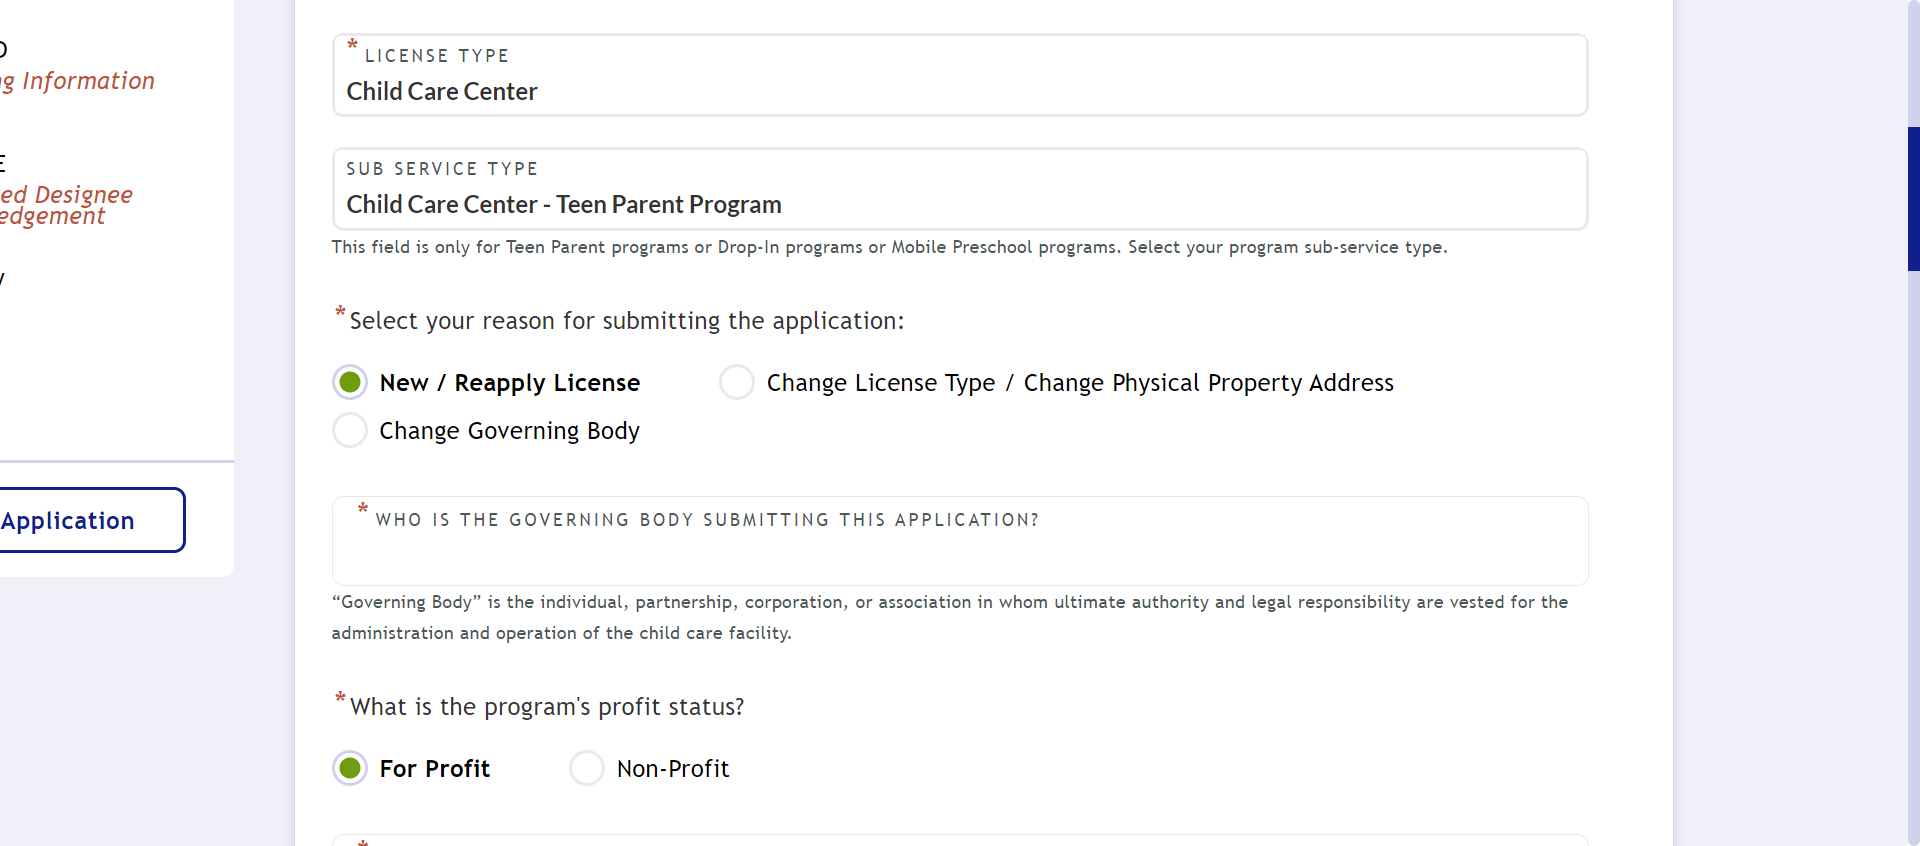 Information
ed Designee
edgement
Application
* LICENSE TYPE
Child Care Center
SUB SERVICE TYPE
Child Care Center - Teen Parent Program
This field is only for Teen Parent programs or Drop-In programs or Mobile Preschool programs. Select your program sub-service type.
*Select your reason for submitting the application:
New / Reapply License
Change License Type / Change Physical Property Address
Change Governing Body
* WHO IS THE GOVERNING BODY SUBMITTING THIS APPLICATION?
“Governing Body” is the individual, partnership, corporation, or association in whom ultimate authority and legal responsibility are vested for the
administration and operation of the child care facility.
*What is the program's profit status?
For Profit
Non-Profit
*